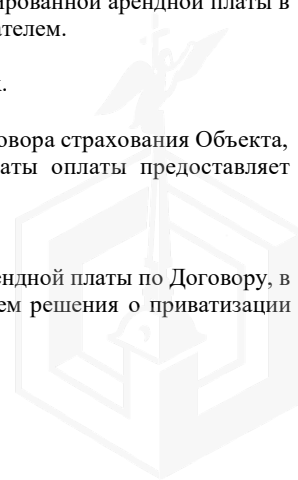 ированной арендной платы в
ателем.
.
овора страхования Объекта,
аты оплаты предоставляет
ендной платы по Договору, в
ем решения о приватизации